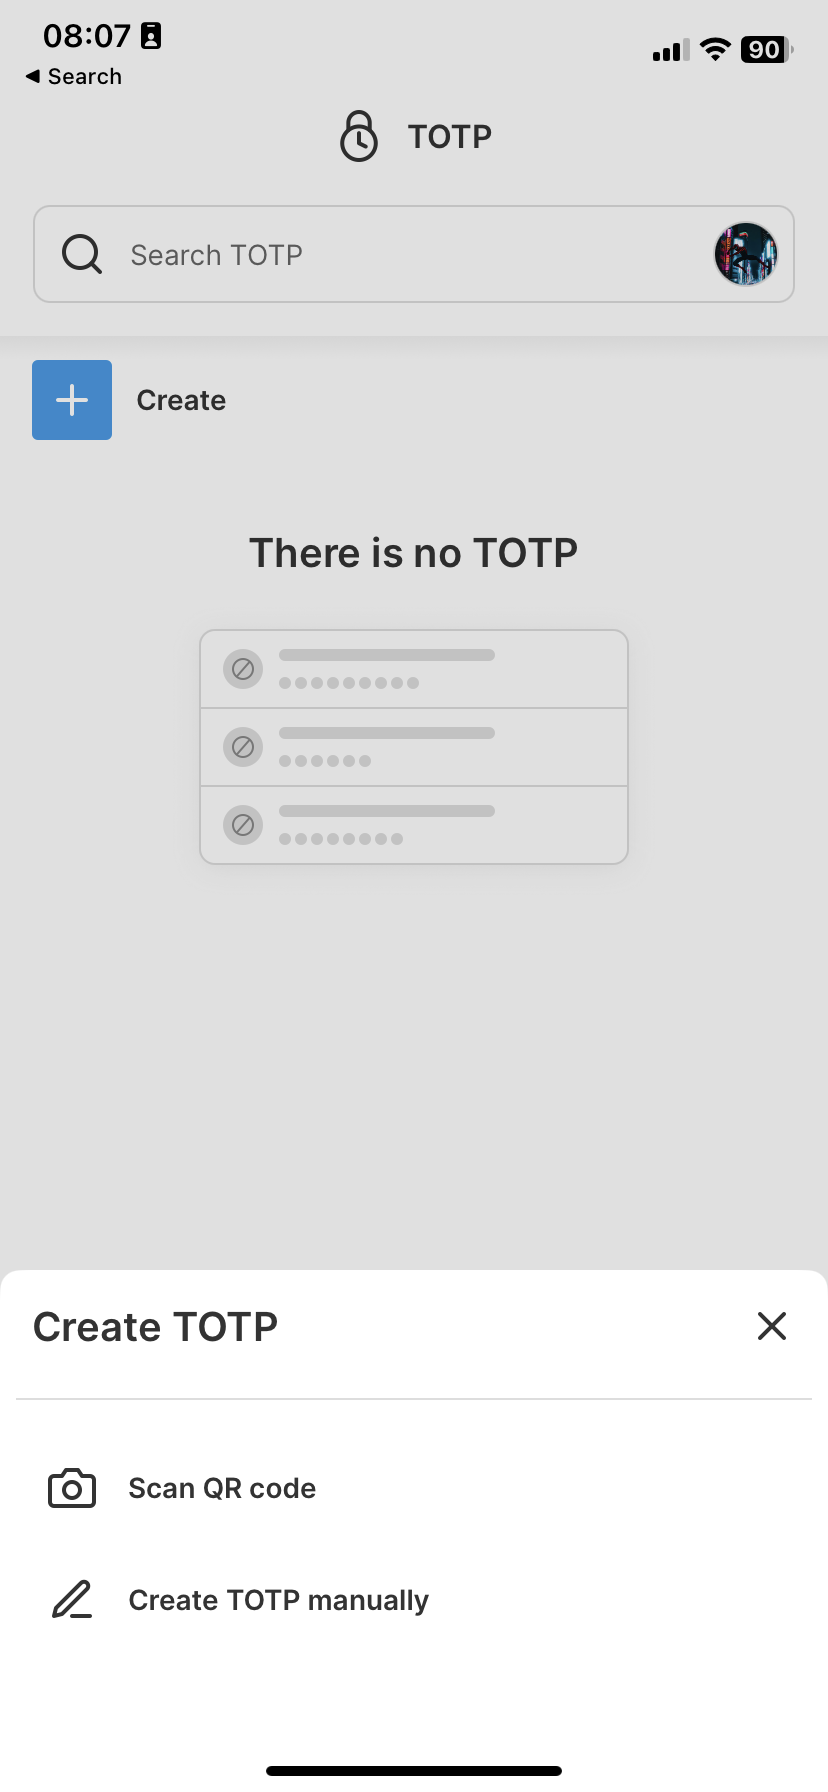 08:07
◀ Search
90
TOTP
Search TOTP
Create
There is no TOTP
Create TOTP
Scan QR code
Create TOTP manually